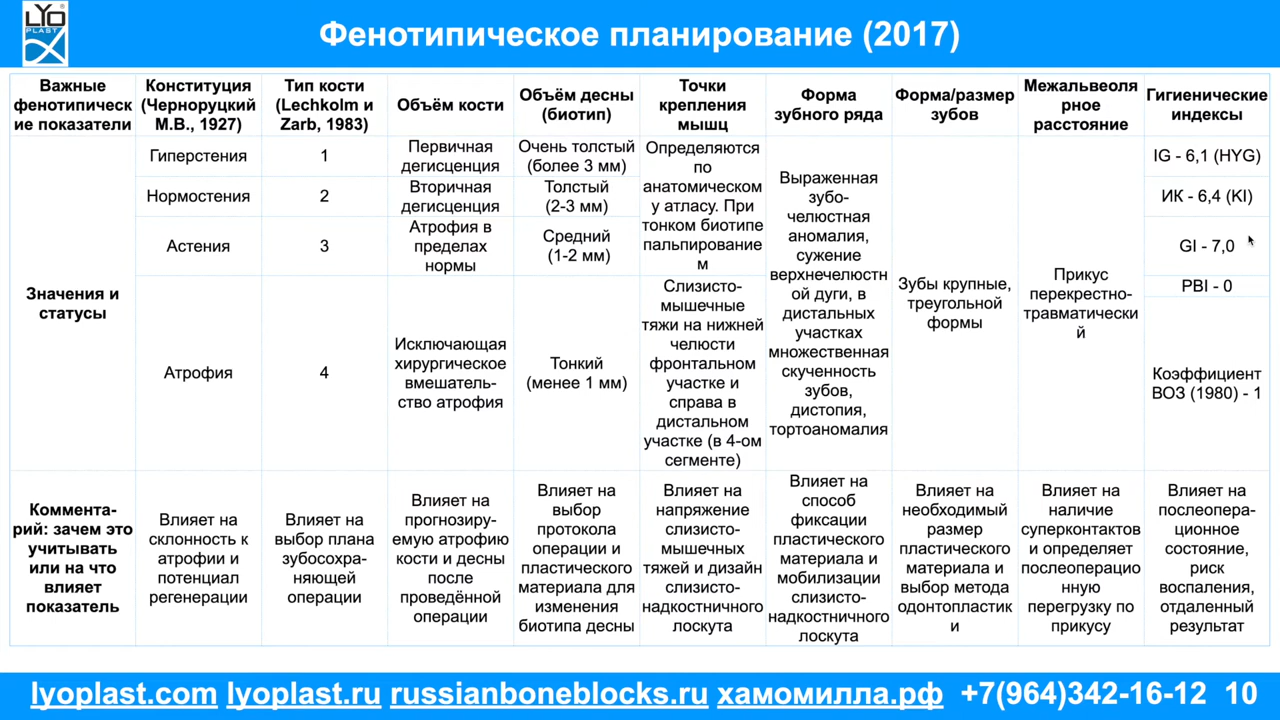 LYO
PLAST
Фенотипическое планирование (2017)
Важные
фенотипическ
ие показатели
Конституция
(Черноруцкий
М.В., 1927)
Тип кости
(Lechkolm и
Zarb, 1983)
Объём кости
Объём десны
(биотип)
Точки
крепления
мышц
Форма
зубного ряда
Форма/размер
зубов
Межальвеоля
рное
расстояние
Гигиенические
индексы
Значения и
статусы
Гиперстения
1
Первичная
дегисценция
Очень толстый
(более 3 мм)
Определяются
по
анатомическом
у атласу. При
тонком биотипе
пальпирование
м
Выраженная
зубо-
челюстная
аномалия,
сужение
верхнечелюстн
ой дуги, в
дистальных
участках
множественная
скученность
зубов,
дистопия,
тортоаномалия
Зубы крупные,
треугольной
формы
Прикус
перекрестно-
травматически
й
IG - 6,1 (HYG)
Нормостения
2
Вторичная
дегисценция
Толстый
(2-3 мм)
ИК - 6,4 (KI)
Астения
3
Атрофия в
пределах
нормы
Средний
(1-2 мм)
GI - 7,0
Атрофия
4
Исключающая
хирургическое
вмешатель-
ство атрофия
Тонкий
(менее 1 мм)
Слизисто-
мышечные
тяжи на нижней
челюсти
фронтальном
участке и
справа в
дистальном
участке (в 4-ом
сегменте)
PBI - 0
Коэффициент
ВОЗ (1980) - 1
Коммента-
рий: зачем это
учитывать
или на что
влияет
показатель
Влияет на
склонность к
атрофии и
потенциал
регенерации
Влияет на
выбор плана
зубосохра-
няющей
операции
Влияет на
прогнозиру-
емую атрофию
кости и десны
после
проведённой
операции
Влияет на
выбор
протокола
операции и
пластического
материала для
изменения
биотипа десны
Влияет на
напряжение
слизисто-
мышечных
тяжей и дизайн
слизисто-
надкостничного
лоскута
Влияет на
способ
фиксации
пластического
материала и
мобилизации
слизисто-
надкостничного
лоскута
Влияет на
необходимый
размер
пластического
материала и
выбор метода
одонтопластик
и
Влияет на
наличие
суперконтактов
и определяет
послеоперацио
нную
перегрузку по
прикусу
Влияет на
послеопера-
ционное
состояние,
риск
воспаления,
отдаленный
результат
lyoplast.com lyoplast.ru russianboneblocks.ru хамомилла.рф +7(964)342-16-12 10